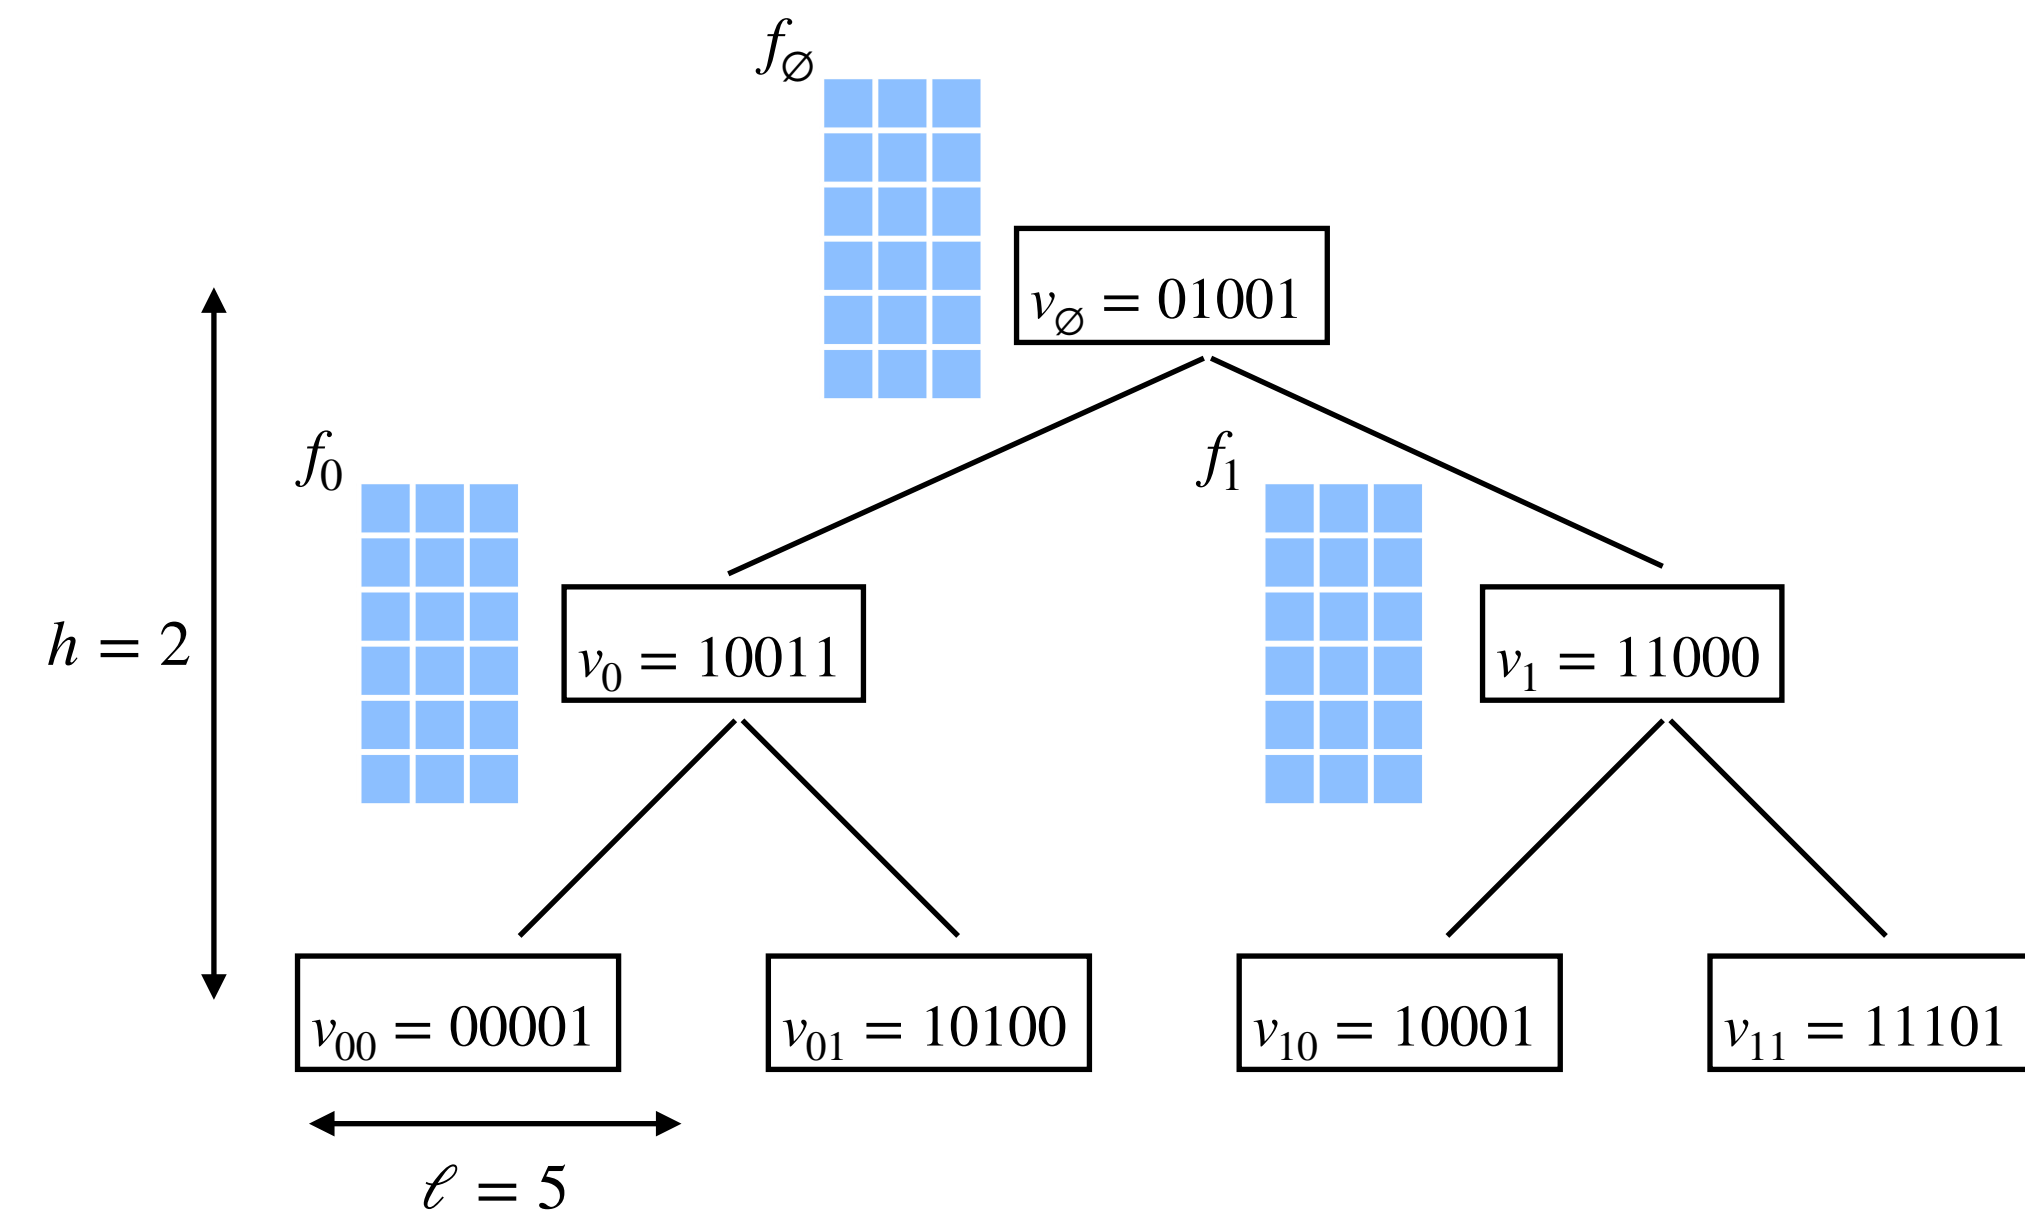 f∅
v∅ = 01001
f0
f1
h = 2
v0 = 10011
v1 = 11000
v00 = 00001
v01 = 10100
v10 = 10001
v11 = 11101
ℓ = 5